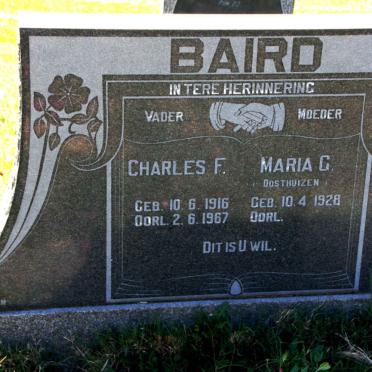 BAIRD
IN TERE HERINNERING
VADER MOEDER
CHARLES F. MARIA G.
(OOSTHUIZEN)
GEB. 10.6.1916 GEB. 10.4.1928
OORL. 2.6.1967 OORL.
DIT IS U WIL.